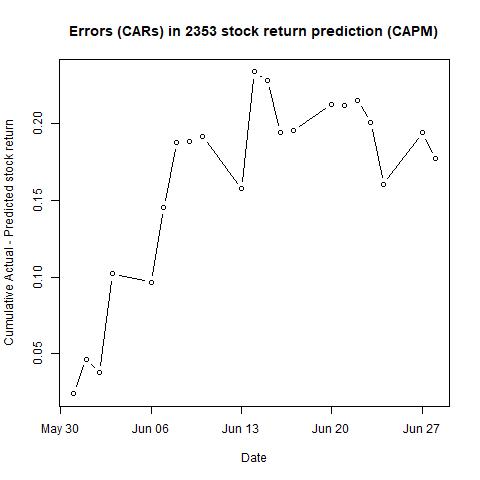 Errors (CARs) in 2353 stock return prediction (CAPM)
Cumulative Actual - Predicted stock return
0.20
0.15
0.10
0.05
May 30 Jun 06 Jun 13 Jun 20 Jun 27
Date